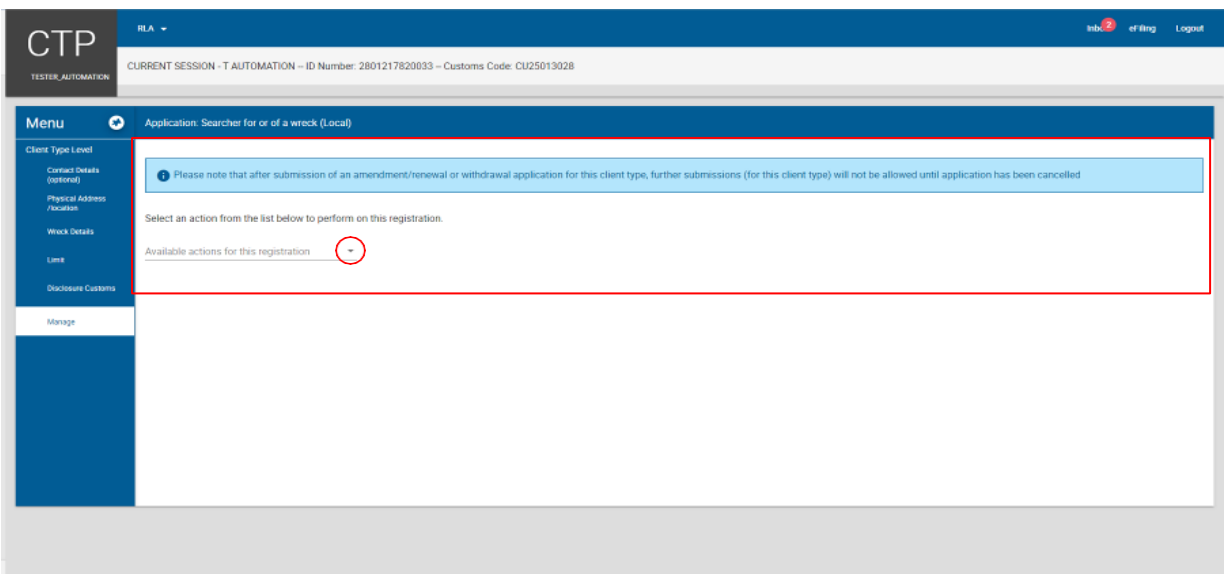 CTP
TESTER_AUTOMATION
RLA
Inbox 2 eFiling Logout
CURRENT SESSION - T AUTOMATION – ID Number: 2801217820033 – Customs Code: CU25013028
Menu
Application: Searcher for or of a wreck (Local)
Client Type Level
Contact Details
(optional)
Physical Address
/location
Wreck Details
Limit
Disclosure Customs
Manage
Please note that after submission of an amendment/renewal or withdrawal application for this client type, further submissions (for this client type) will not be allowed until application has been cancelled
Select an action from the list below to perform on this registration.
Available actions for this registration